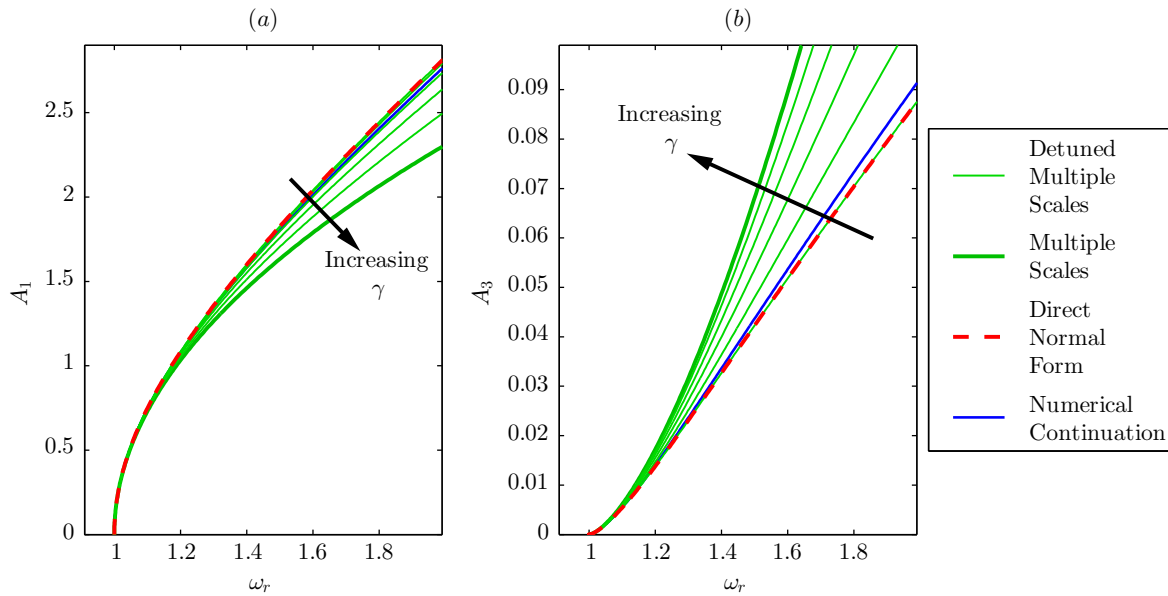 (a)
(b)
A₁
2.5
2
1.5
1
0.5
0
1
1.2
1.4
1.6
1.8
ωᵣ
Increasing
γ
A₃
0.09
0.08
0.07
0.06
0.05
0.04
0.03
0.02
0.01
0
1
1.2
1.4
1.6
1.8
ωᵣ
Increasing
γ
Detuned
Multiple
Scales
Multiple
Scales
Direct
Normal
Form
Numerical
Continuation